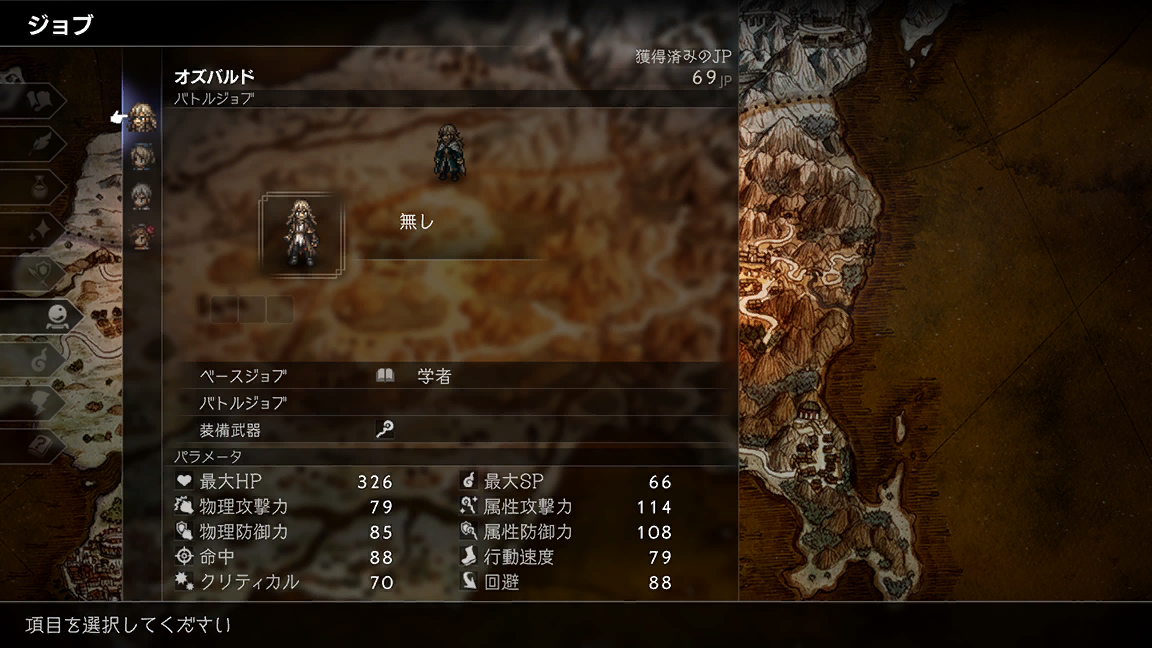 ジョブ
獲得済みのJP
69JP
オズバルド
バトルジョブ
無し
ベースジョブ 学者
バトルジョブ
装備武器
パラメータ
最大HP 326 最大SP 66
物理攻撃力 79 属性攻撃力 114
物理防御力 85 属性防御力 108
命中 88 行動速度 79
クリティカル 70 回避 88
項目を選択してください